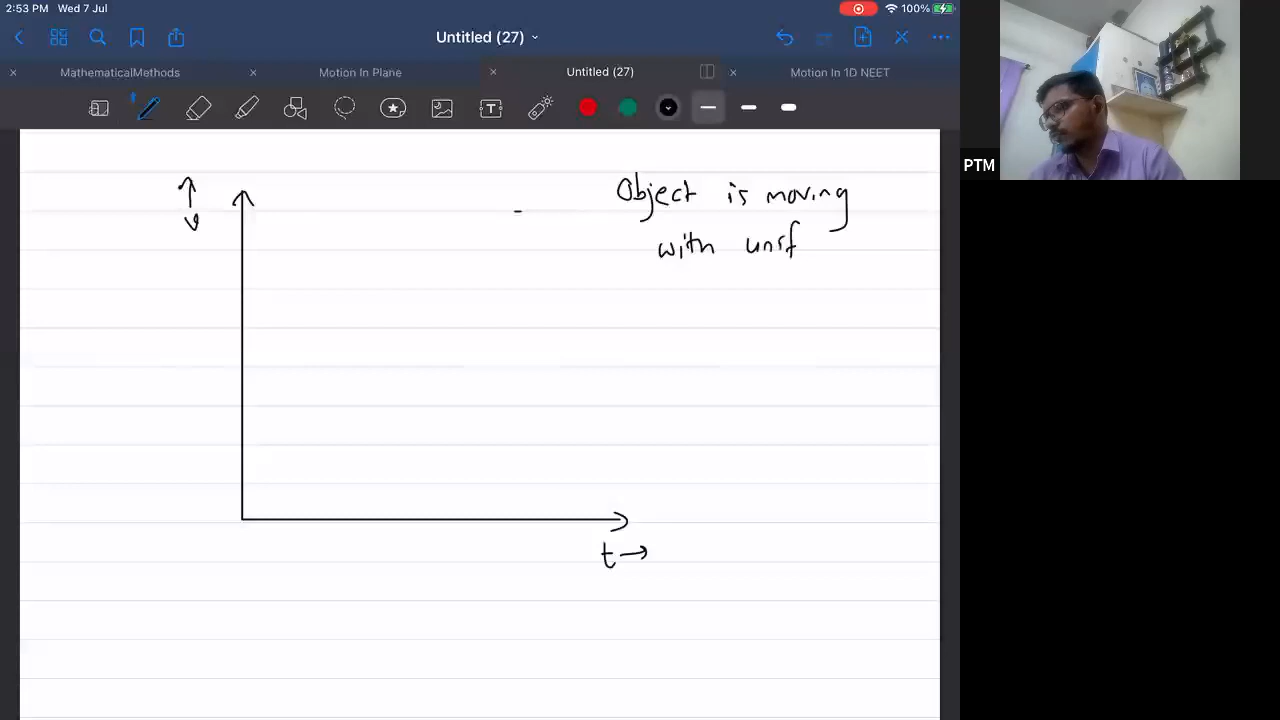 2:53 PM Wed 7 Jul
100%
Untitled (27)
MathematicalMethods
Motion In Plane
Untitled (27)
Motion In 1D NEET
T
PTM
Object is moving
with unif
↑
v
t →